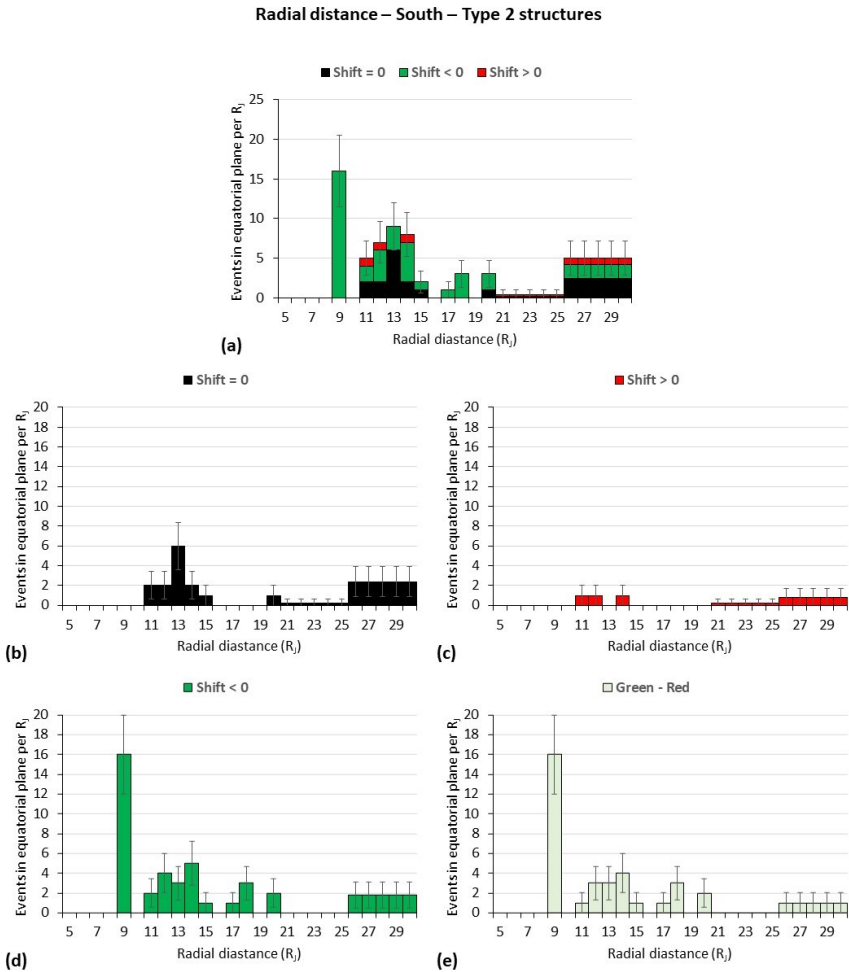 Radial distance – South – Type 2 structures
Shift = 0 Shift < 0 Shift > 0
Events in equatorial plane per RJ
25
20
15
10
5
0
5 7 9 11 13 15 17 19 21 23 25 27 29
Radial diastance (RJ)
(a)
Shift = 0
Events in equatorial plane per RJ
20
18
16
14
12
10
8
6
4
2
0
5 7 9 11 13 15 17 19 21 23 25 27 29
Radial diastance (RJ)
(b)
Shift > 0
Events in equatorial plane per RJ
20
18
16
14
12
10
8
6
4
2
0
5 7 9 11 13 15 17 19 21 23 25 27 29
Radial diastance (RJ)
(c)
Shift < 0
Events in equatorial plane per RJ
20
18
16
14
12
10
8
6
4
2
0
5 7 9 11 13 15 17 19 21 23 25 27 29
Radial diastance (RJ)
(d)
Green - Red
Events in equatorial plane per RJ
20
18
16
14
12
10
8
6
4
2
0
5 7 9 11 13 15 17 19 21 23 25 27 29
Radial diastance (RJ)
(e)